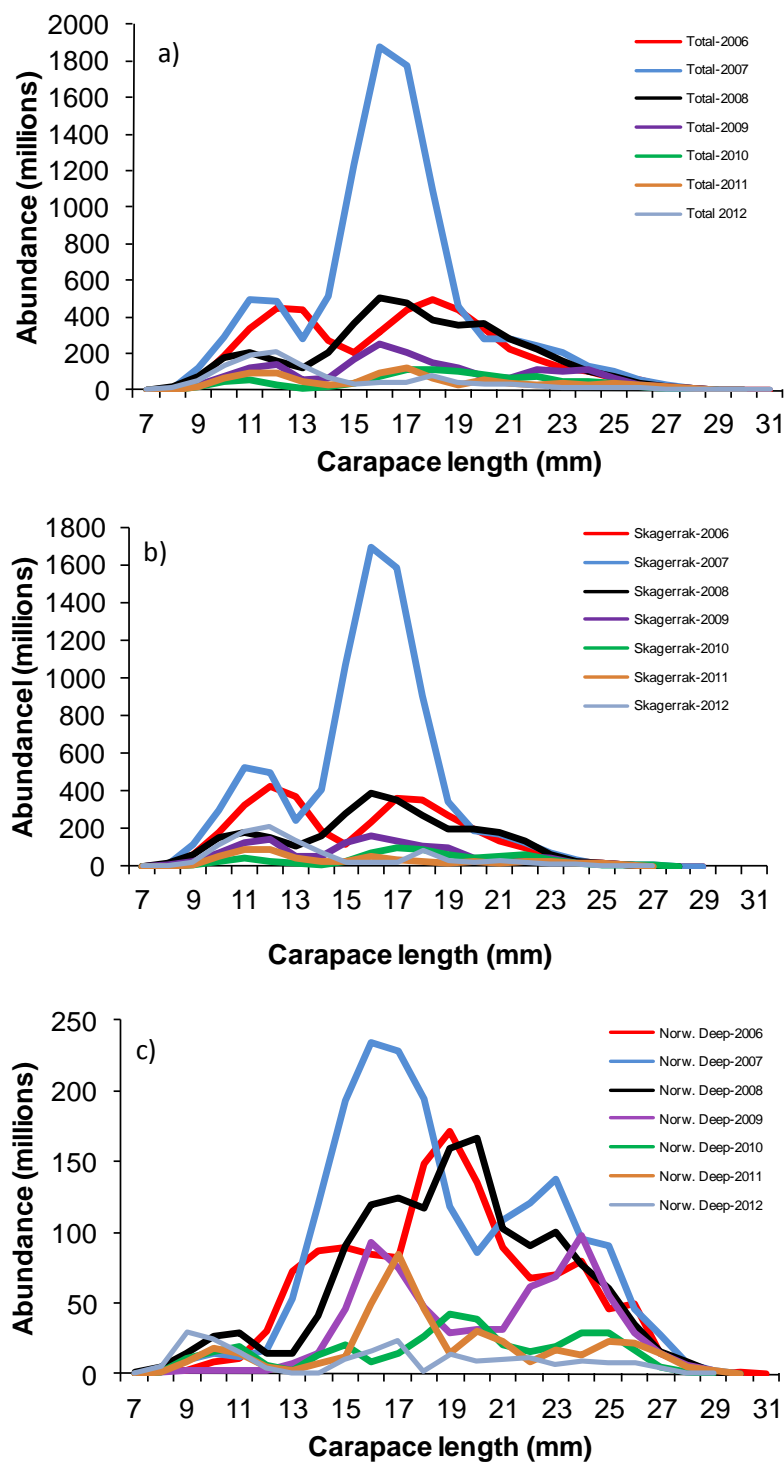 a)
Abundance (millions)
2000
1800
1600
1400
1200
1000
800
600
400
200
0
7 9 11 13 15 17 19 21 23 25 27 29 31
Carapace length (mm)
Total-2006
Total-2007
Total-2008
Total-2009
Total-2010
Total-2011
Total 2012
b)
Abundancel (millions)
1800
1600
1400
1200
1000
800
600
400
200
0
7 9 11 13 15 17 19 21 23 25 27 29 31
Carapace length (mm)
Skagerrak-2006
Skagerrak-2007
Skagerrak-2008
Skagerrak-2009
Skagerrak-2010
Skagerrak-2011
Skagerrak-2012
c)
Abundance (millions)
250
200
150
100
50
0
7 9 11 13 15 17 19 21 23 25 27 29 31
Carapace length (mm)
Norw. Deep-2006
Norw. Deep-2007
Norw. Deep-2008
Norw. Deep-2009
Norw. Deep-2010
Norw. Deep-2011
Norw. Deep-2012